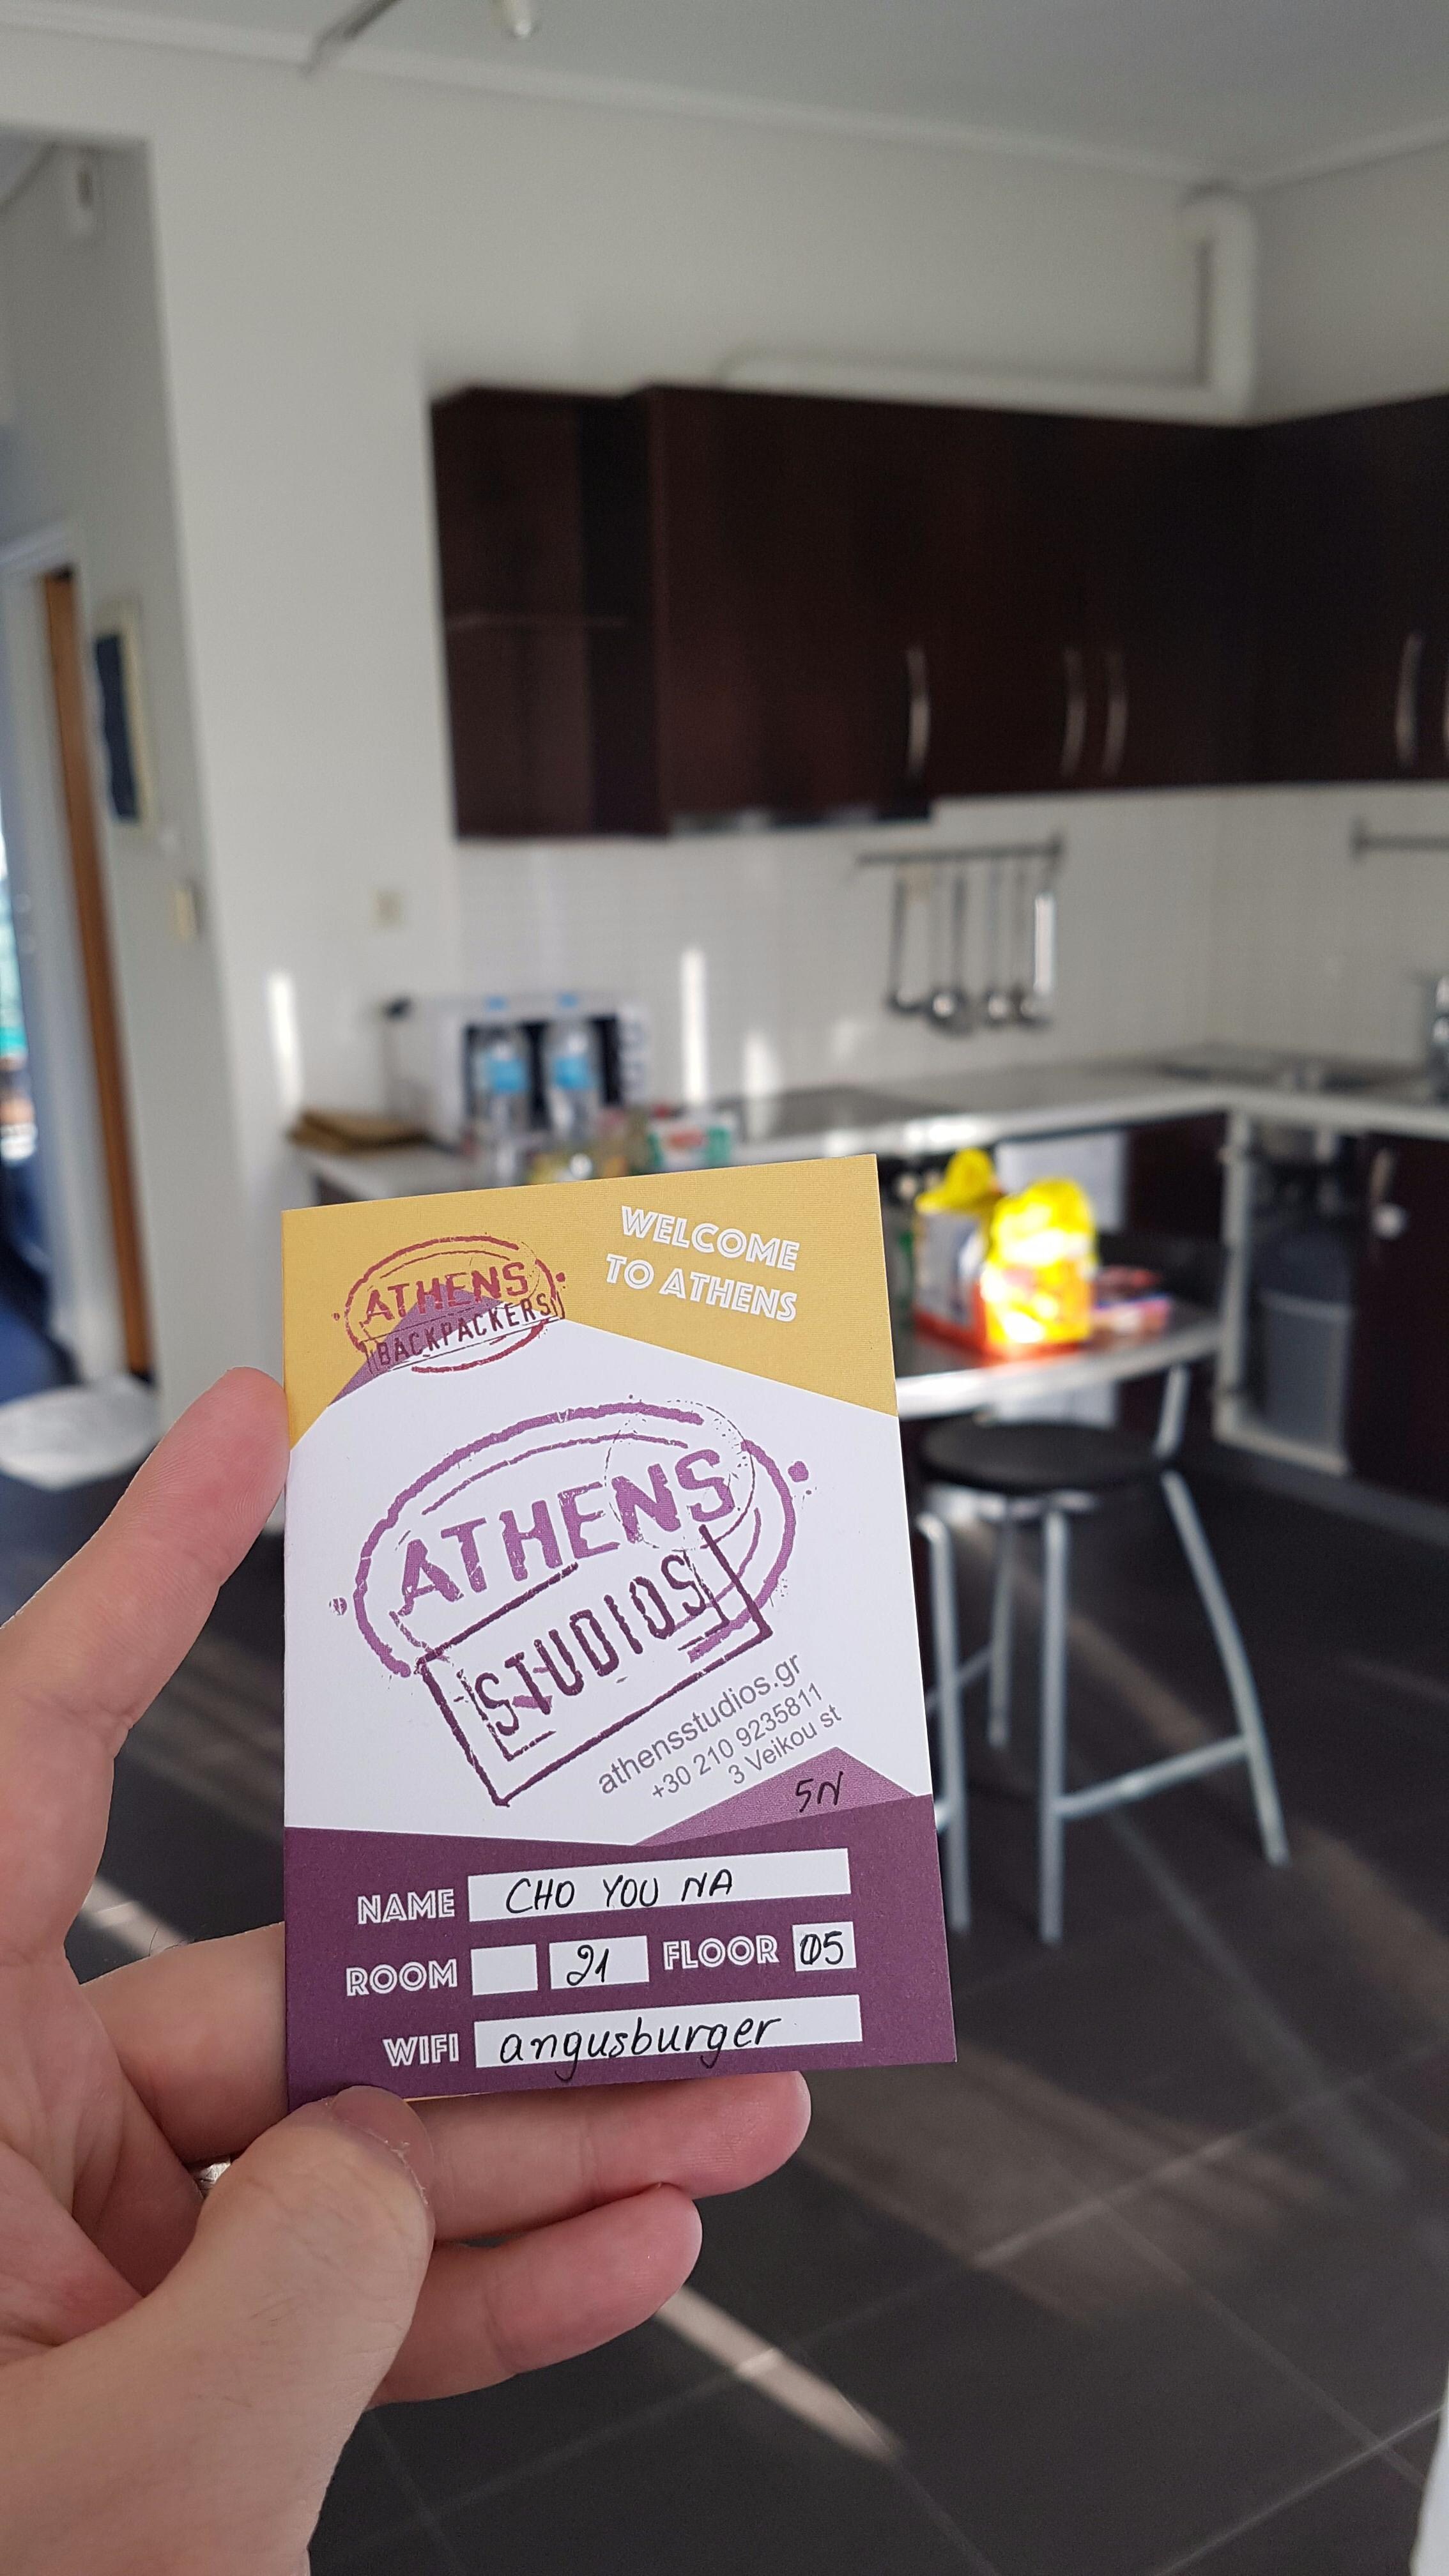 WELCOME
TO ATHENS
ATHENS
BACKPACKERS
ATHENS
STUDIOS
athensstudios.gr
+30 210 9235811
3 Veikou st
5N
NAME CHO YOU NA
ROOM 21 FLOOR 05
WIFI angusburger